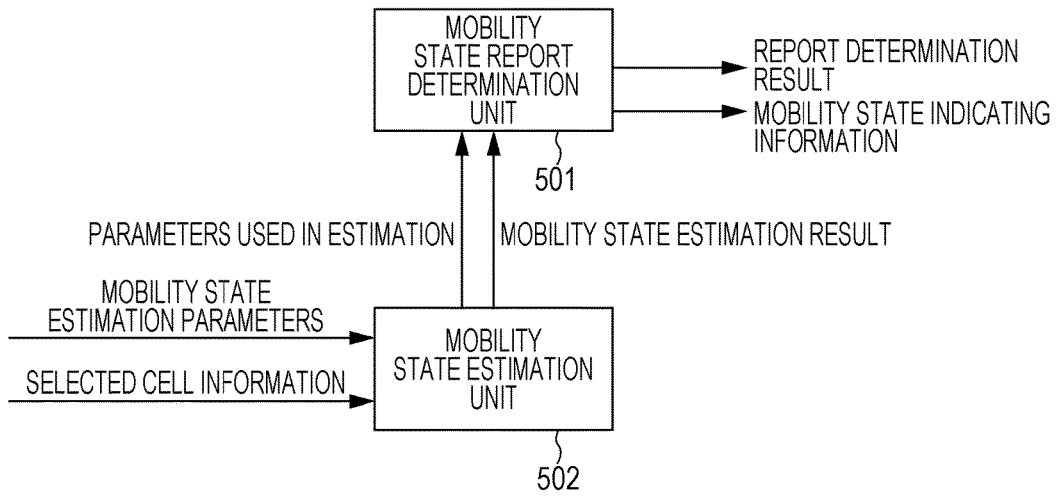 MOBILITY
STATE REPORT
DETERMINATION
UNIT
REPORT DETERMINATION
RESULT
MOBILITY STATE INDICATING
INFORMATION
501
PARAMETERS USED IN ESTIMATION
MOBILITY STATE ESTIMATION RESULT
MOBILITY STATE
ESTIMATION PARAMETERS
SELECTED CELL INFORMATION
MOBILITY
STATE ESTIMATION
UNIT
502